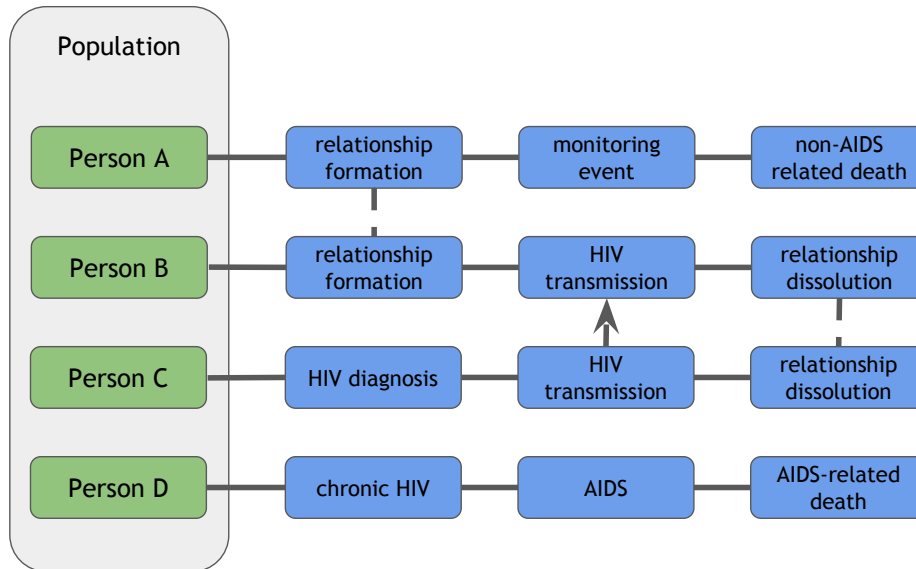 Population
Person A
relationship
formation
monitoring
event
non-AIDS
related death
Person B
relationship
formation
HIV
transmission
relationship
dissolution
Person C
HIV diagnosis
HIV
transmission
relationship
dissolution
Person D
chronic HIV
AIDS
AIDS-related
death